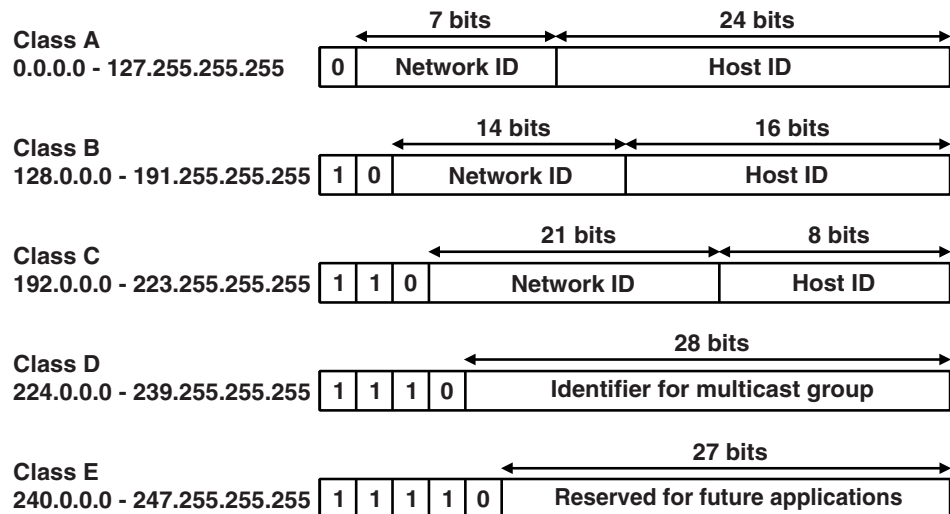 7 bits 24 bits
Class A
0.0.0.0 - 127.255.255.255 0 Network ID Host ID
14 bits 16 bits
Class B
128.0.0.0 - 191.255.255.255 1 0 Network ID Host ID
21 bits 8 bits
Class C
192.0.0.0 - 223.255.255.255 1 1 0 Network ID Host ID
28 bits
Class D
224.0.0.0 - 239.255.255.255 1 1 1 0 Identifier for multicast group
27 bits
Class E
240.0.0.0 - 247.255.255.255 1 1 1 1 0 Reserved for future applications